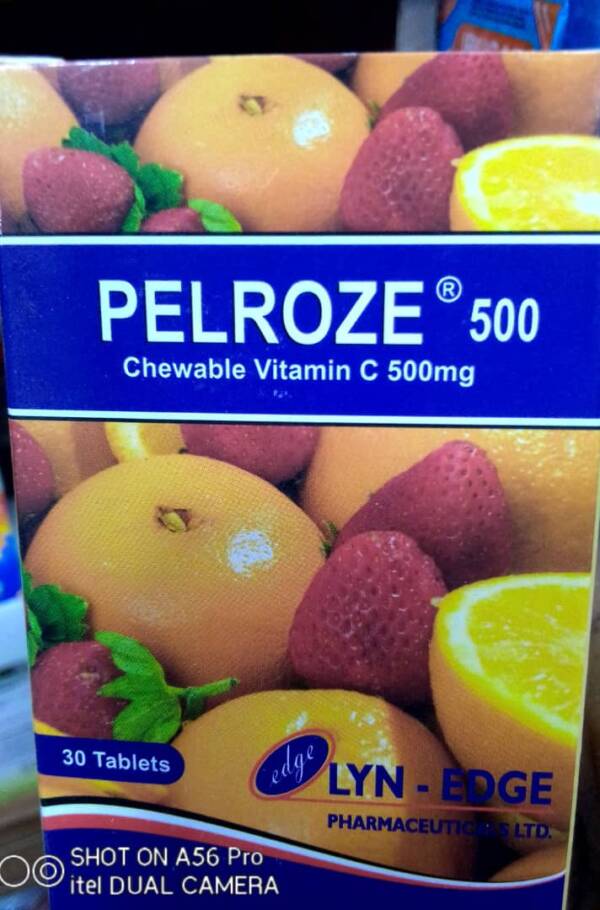 PELROZE® 500
Chewable Vitamin C 500mg
30 Tablets
edge
LYN - EDGE
PHARMACEUTICALS LTD.
SHOT ON A56 Pro
itel DUAL CAMERA